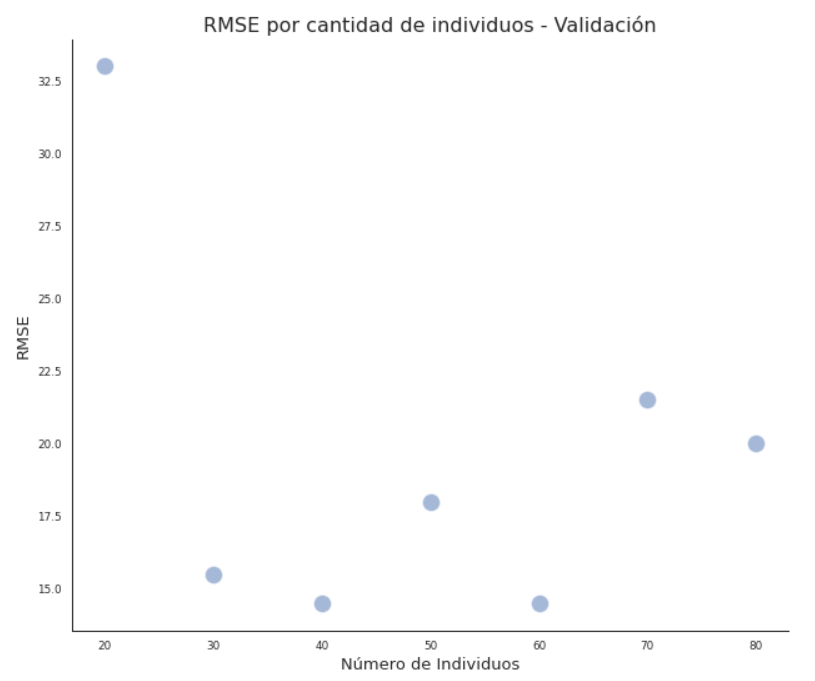 RMSE por cantidad de individuos - Validación
32.5
30.0
27.5
25.0
22.5
20.0
17.5
15.0
RMSE
20 30 40 50 60 70 80
Número de Individuos